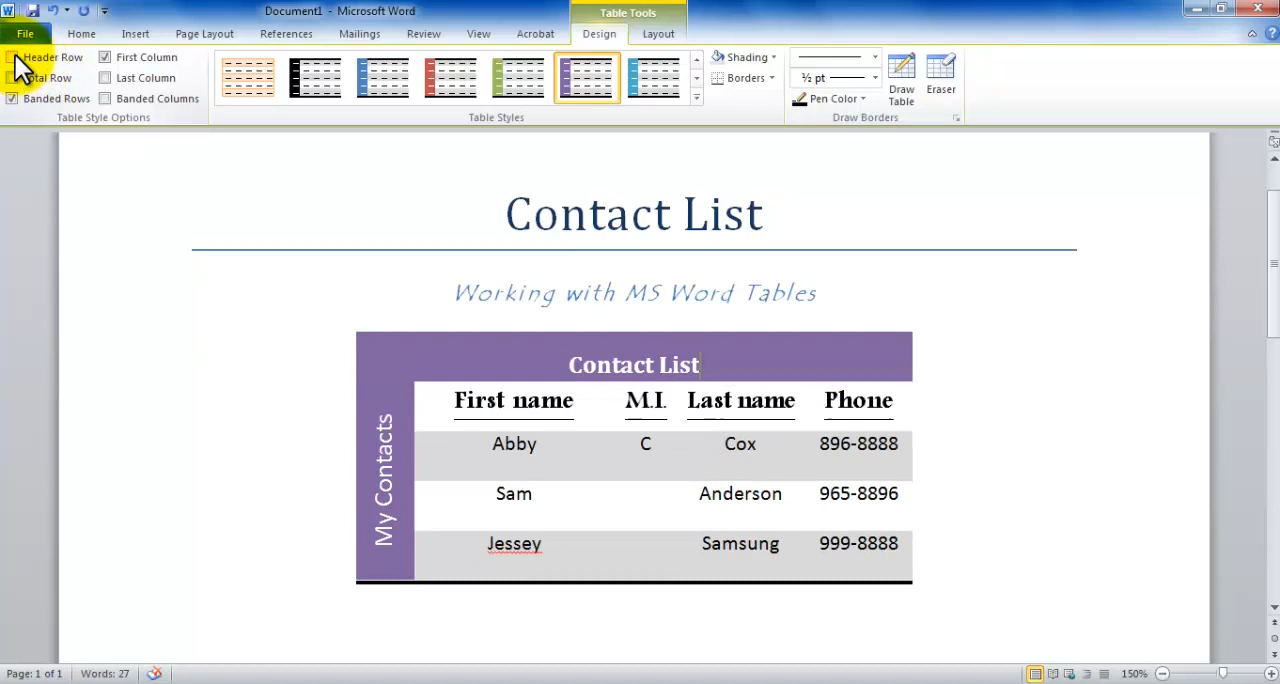 Document1 - Microsoft Word
Table Tools
File Home Insert Page Layout References Mailings Review View Acrobat Design Layout
Header Row First Column
Total Row Last Column
Banded Rows Banded Columns
Table Style Options
Table Styles
Shading
Borders
½ pt
Pen Color
Draw Table
Eraser
Draw Borders
Contact List
Working with MS Word Tables
Contact List
My Contacts
First name M.I. Last name Phone
Abby C Cox 896-8888
Sam Anderson 965-8896
Jessey Samsung 999-8888
Page: 1 of 1 Words: 27 150%